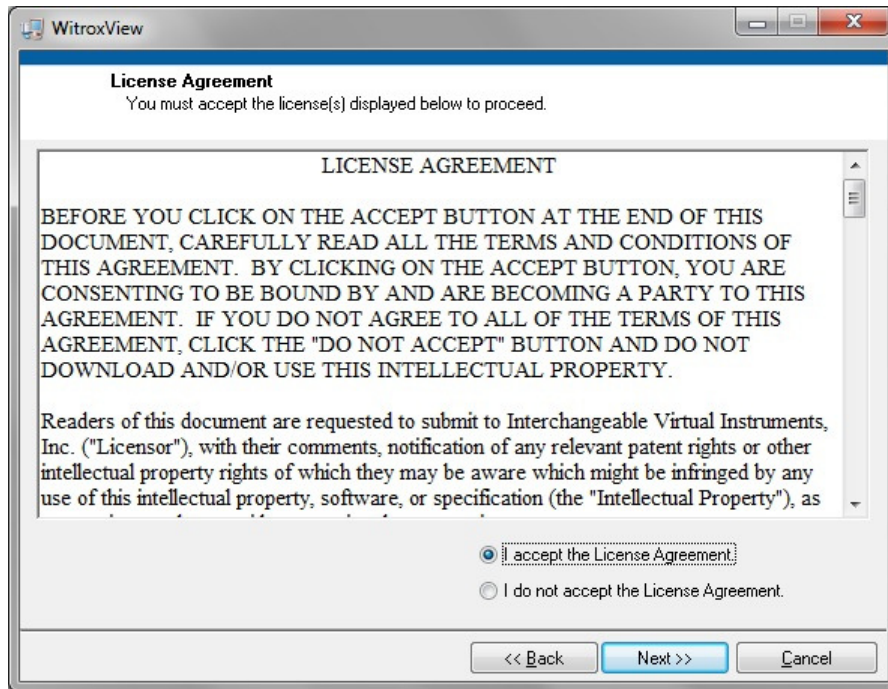 WitroxView
License Agreement
You must accept the license(s) displayed below to proceed.
LICENSE AGREEMENT
BEFORE YOU CLICK ON THE ACCEPT BUTTON AT THE END OF THIS
DOCUMENT, CAREFULLY READ ALL THE TERMS AND CONDITIONS OF
THIS AGREEMENT.  BY CLICKING ON THE ACCEPT BUTTON, YOU ARE
CONSENTING TO BE BOUND BY AND ARE BECOMING A PARTY TO THIS
AGREEMENT.  IF YOU DO NOT AGREE TO ALL OF THE TERMS OF THIS
AGREEMENT, CLICK THE "DO NOT ACCEPT" BUTTON AND DO NOT
DOWNLOAD AND/OR USE THIS INTELLECTUAL PROPERTY.
Readers of this document are requested to submit to Interchangeable Virtual Instruments,
Inc. ("Licensor"), with their comments, notification of any relevant patent rights or other
intellectual property rights of which they may be aware which might be infringed by any
use of this intellectual property, software, or specification (the "Intellectual Property"), as
I accept the License Agreement.
I do not accept the License Agreement.
<< Back
Next >>
Cancel